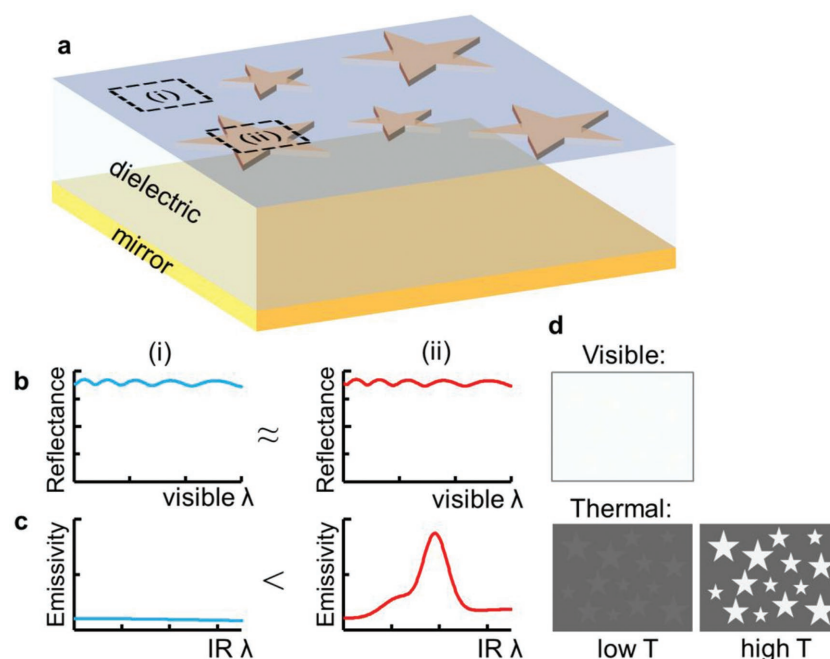 a
(i)
(ii)
dielectric
mirror
(i)
(ii)
b
Reflectance
visible λ
≈
Reflectance
visible λ
c
Emissivity
IR λ
<
Emissivity
IR λ
d
Visible:
Thermal:
low T
high T